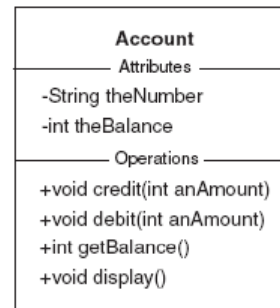 Account
Attributes
-String theNumber
-int theBalance
Operations
+void credit(int anAmount)
+void debit(int anAmount)
+int getBalance()
+void display()